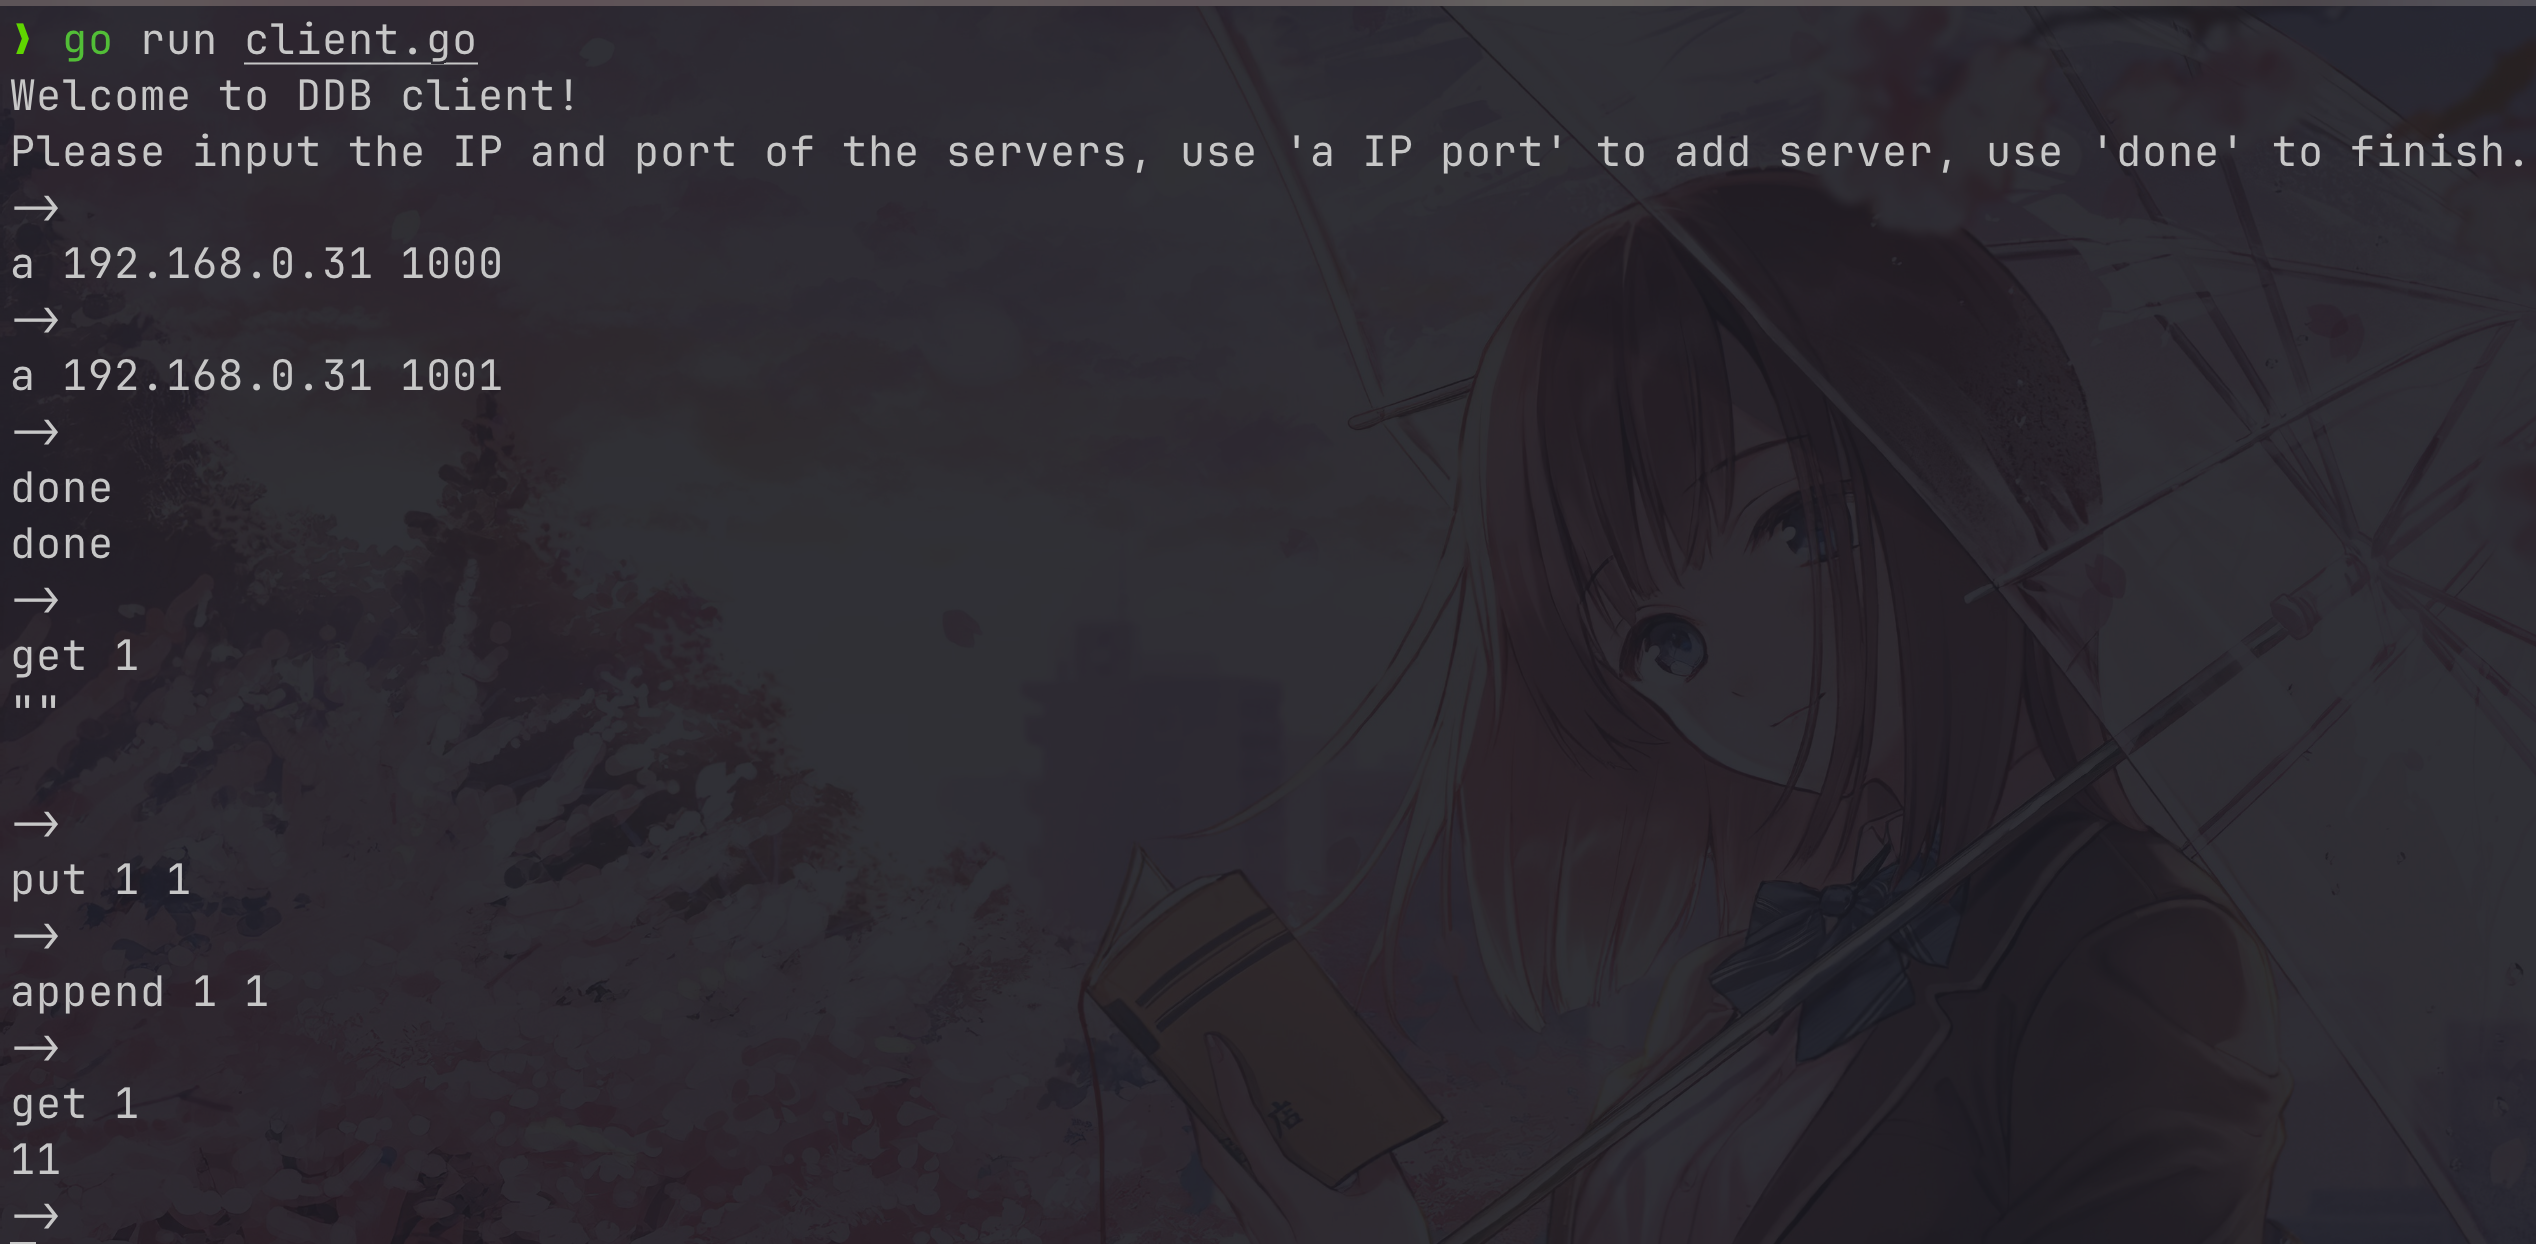 ❯ go run client.go
Welcome to DDB client!
Please input the IP and port of the servers, use 'a IP port' to add server, use 'done' to finish.
->
a 192.168.0.31 1000
->
a 192.168.0.31 1001
->
done
done
->
get 1
""
->
put 1 1
->
append 1 1
->
get 1
11
->
店